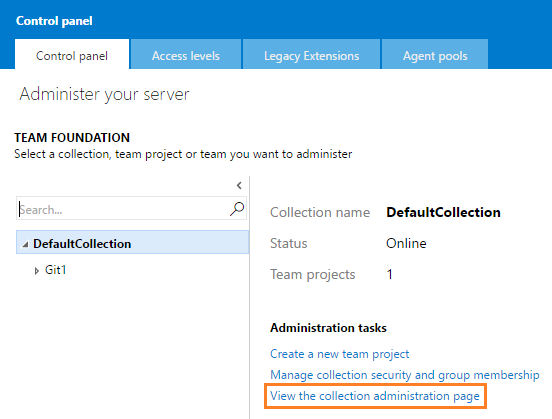 Control panel
Control panel
Access levels
Legacy Extensions
Agent pools
Administer your server
TEAM FOUNDATION
Select a collection, team project or team you want to administer
Search...
DefaultCollection
Git1
Collection name DefaultCollection
Status Online
Team projects 1
Administration tasks
Create a new team project
Manage collection security and group membership
View the collection administration page